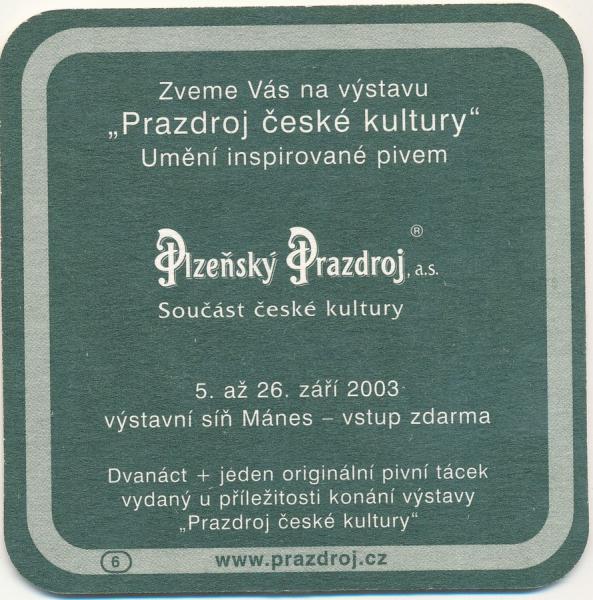 Zveme Vás na výstavu
„Prazdroj české kultury“
Umění inspirované pivem
Plzeňský Prazdroj, a.s. ®
Součást české kultury
5. až 26. září 2003
výstavní síň Mánes – vstup zdarma
Dvanáct + jeden originální pivní tácek
vydaný u příležitosti konání výstavy
„Prazdroj české kultury“
6 www.prazdroj.cz